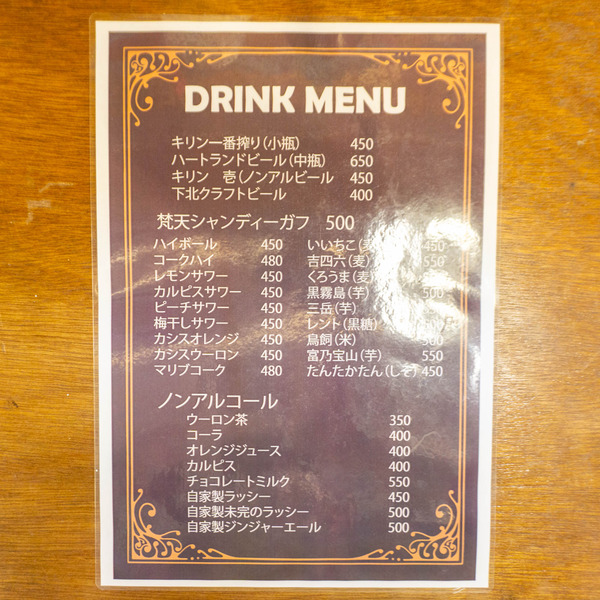 DRINK MENU
キリン一番搾り(小瓶) 450
ハートランドビール(中瓶) 650
キリン 壱(ノンアルビール 450
下北クラフトビール 400
梵天シャンディーガフ 500
ハイボール 450 いいちこ(麦) 450
コークハイ 480 吉四六(麦) 550
レモンサワー 450 くろうま(麦)
カルピスサワー 450 黒霧島(芋) 500
ピーチサワー 450 三岳(芋)
梅干しサワー 450 レント(黒糖)
カシスオレンジ 450 鳥飼(米)
カシスウーロン 450 富乃宝山(芋) 550
マリブコーク 480 たんたかたん(しそ) 450
ノンアルコール
ウーロン茶 350
コーラ 400
オレンジジュース 400
カルピス 400
チョコレートミルク 550
自家製ラッシー 450
自家製未完のラッシー 500
自家製ジンジャーエール 500